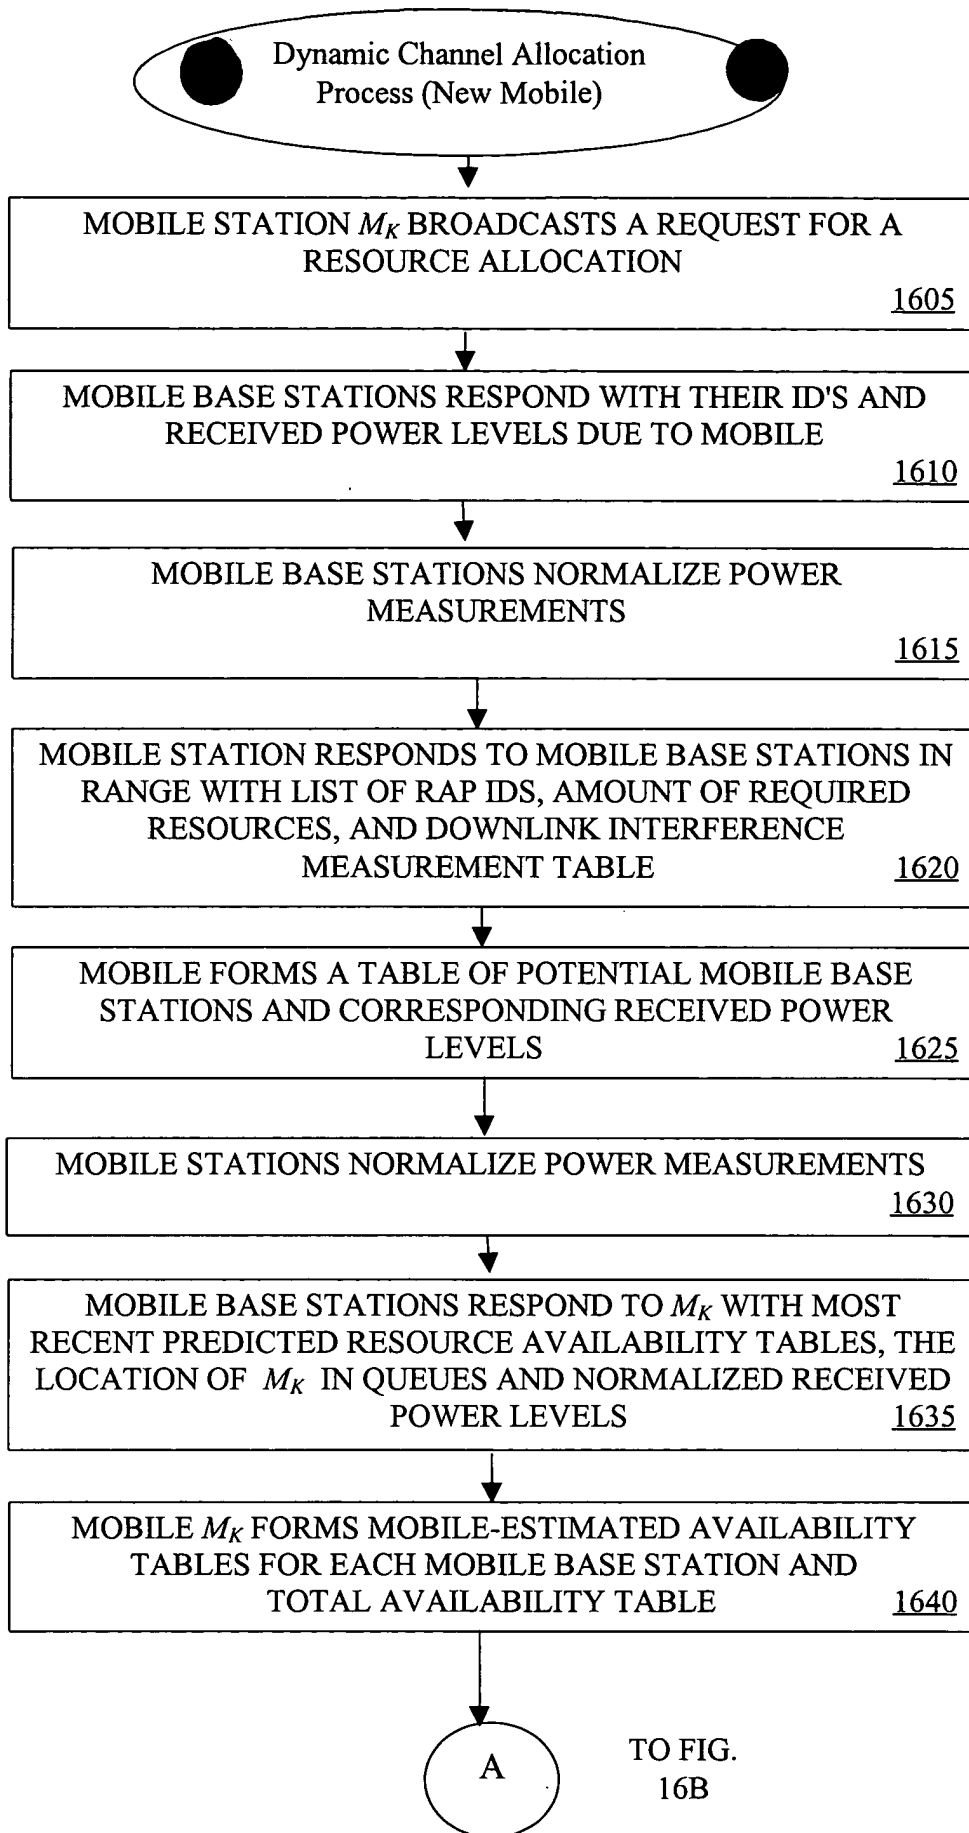 Dynamic Channel Allocation
Process (New Mobile)
MOBILE STATION MK BROADCASTS A REQUEST FOR A
RESOURCE ALLOCATION
1605
MOBILE BASE STATIONS RESPOND WITH THEIR ID'S AND
RECEIVED POWER LEVELS DUE TO MOBILE
1610
MOBILE BASE STATIONS NORMALIZE POWER
MEASUREMENTS
1615
MOBILE STATION RESPONDS TO MOBILE BASE STATIONS IN
RANGE WITH LIST OF RAP IDS, AMOUNT OF REQUIRED
RESOURCES, AND DOWNLINK INTERFERENCE
MEASUREMENT TABLE 1620
MOBILE FORMS A TABLE OF POTENTIAL MOBILE BASE
STATIONS AND CORRESPONDING RECEIVED POWER
LEVELS 1625
MOBILE STATIONS NORMALIZE POWER MEASUREMENTS
1630
MOBILE BASE STATIONS RESPOND TO MK WITH MOST
RECENT PREDICTED RESOURCE AVAILABILITY TABLES, THE
LOCATION OF MK IN QUEUES AND NORMALIZED RECEIVED
POWER LEVELS 1635
MOBILE MK FORMS MOBILE-ESTIMATED AVAILABILITY
TABLES FOR EACH MOBILE BASE STATION AND
TOTAL AVAILABILITY TABLE 1640
A
TO FIG.
16B